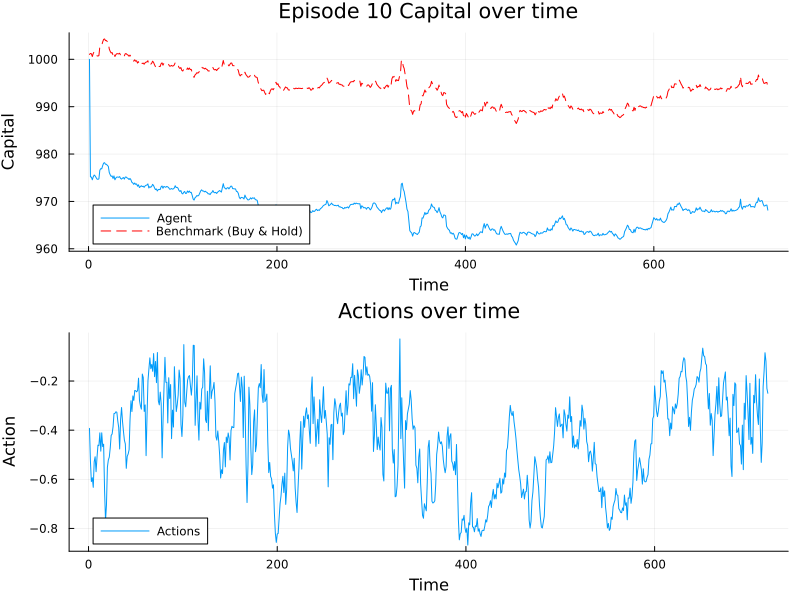 Episode 10 Capital over time
1000
990
980
970
960
Capital
Agent
Benchmark (Buy & Hold)
0
200
400
600
Time
Actions over time
−0.2
−0.4
−0.6
−0.8
Action
Actions
0
200
400
600
Time